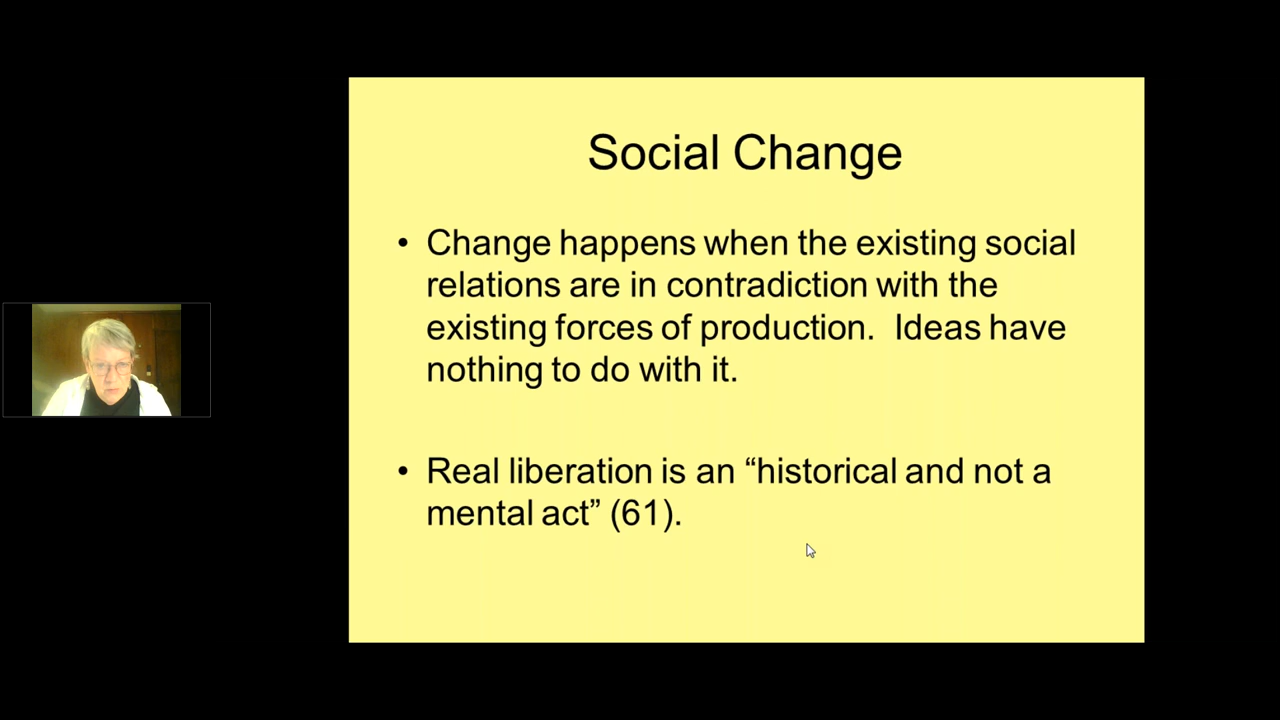 Social Change
• Change happens when the existing social
relations are in contradiction with the
existing forces of production.  Ideas have
nothing to do with it.
• Real liberation is an “historical and not a
mental act” (61).